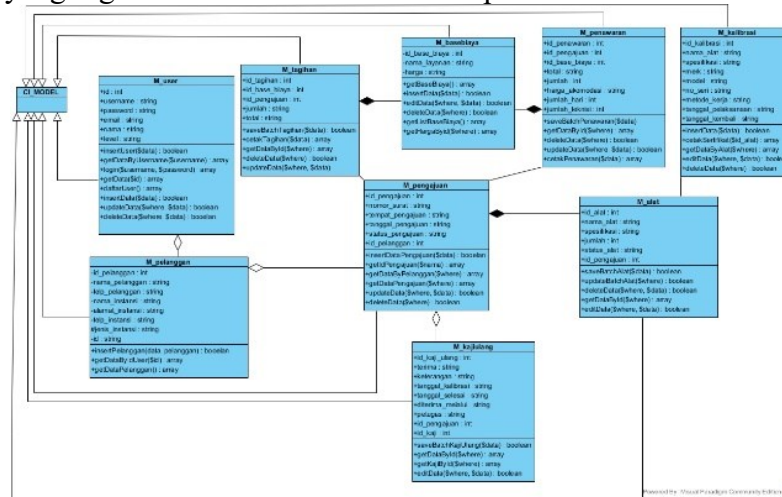 CI_MODEL
M_user
+id : int
+username : string
+password : string
+email : string
+nama : string
+level : string
+insertUser($data) : boolean
+getDataByUsername($username) : array
+login($username, $password) : array
+getData($id) : array
+daftarUser() : array
+insertData($data) : boolean
+updateData($where, $data) : boolean
+deleteData($where) : boolean
M_tagihan
+id_tagihan : int
+id_base_biaya : int
+id_pengajuan : int
+jumlah : string
+total : string
+saveBatchTagihan($data) : boolean
+cetakTagihan($data) : array
+getDataById($where) : array
+deleteData($where) : boolean
+updateData($where, $data)
M_basebiaya
-id_base_biaya : int
-nama_layanan : string
-harga : string
+getBaseBiaya() : array
+insertData($data) : boolean
+editData($where, $data) : boolean
+deleteData($where) : boolean
+getListBaseBiaya() : array
+getHargaById($where) : array
M_penawaran
+id_penawaran : int
+id_pengajuan : int
+id_base_biaya : int
+total : string
+jumlah : int
+harga_akomodasi : string
+jumlah_hari : int
+jumlah_teknisi : int
+saveBatchPenawaran($data)
+getDataById($where) : array
+deleteData($where) : boolean
+updateData($where, $data) : boolean
+cetakPenawaran($data) : array
M_kalibrasi
+id_kalibrasi : int
+nama_alat : string
+spesifikasi : string
+merk : string
+model : string
+no_seri : string
+metode_kerja : string
+tanggal_pelaksanaan : string
+tanggal_kembali : string
+insertData($data) : boolean
+cetakSertifikat($id_alat) : array
+getDataByAlat($where) : array
+editData($where, $data) : boolean
+deleteData($where) : boolean
M_pengajuan
+id_pengajuan : int
+nomor_surat : string
+tempat_pengajuan : string
+tanggal_pengajuan : string
+status_pengajuan : string
+id_pelanggan : int
+insertDataPengajuan($data) : boolean
+getIdPengajuan($nama) : array
+getDataByPelanggan($where) : array
+getDataPengajuan($where) : array
+updateData($where, $data) : boolean
+deleteData($where) : boolean
M_alat
+id_alat : int
+nama_alat : string
+spesifikasi : string
+jumlah : int
+status_alat : string
+id_pengajuan : int
+saveBatchAlat($data) : boolean
+updateBatchAlat($where) : boolean
+deleteData($where, $data) : boolean
+getDataById($where) : array
+editData($where, $data) : boolean
M_pelanggan
-id_pelanggan : int
-nama_pelanggan : string
-telp_pelanggan : string
-nama_instansi : string
-alamat_instansi : string
-telp_instansi : string
#jenis_instansi : string
-id : string
+insertPelanggan(data_pelanggan) : boolean
+getDataByIdUser($id) : array
+getDataPelanggan() : array
M_kajiulang
+id_kaji_ulang : int
+terima : string
+keterangan : string
+tanggal_kalibrasi : string
+tanggal_selesai : string
+diterima_melalui : string
+petugas : string
+id_pengajuan : int
+id_kaji : int
+saveBatchKajiUlang($data) : boolean
+getDataById($where) : array
+getKajiById($where) : array
+editData($where, $data) : boolean
Powered By Visual Paradigm Community Edition